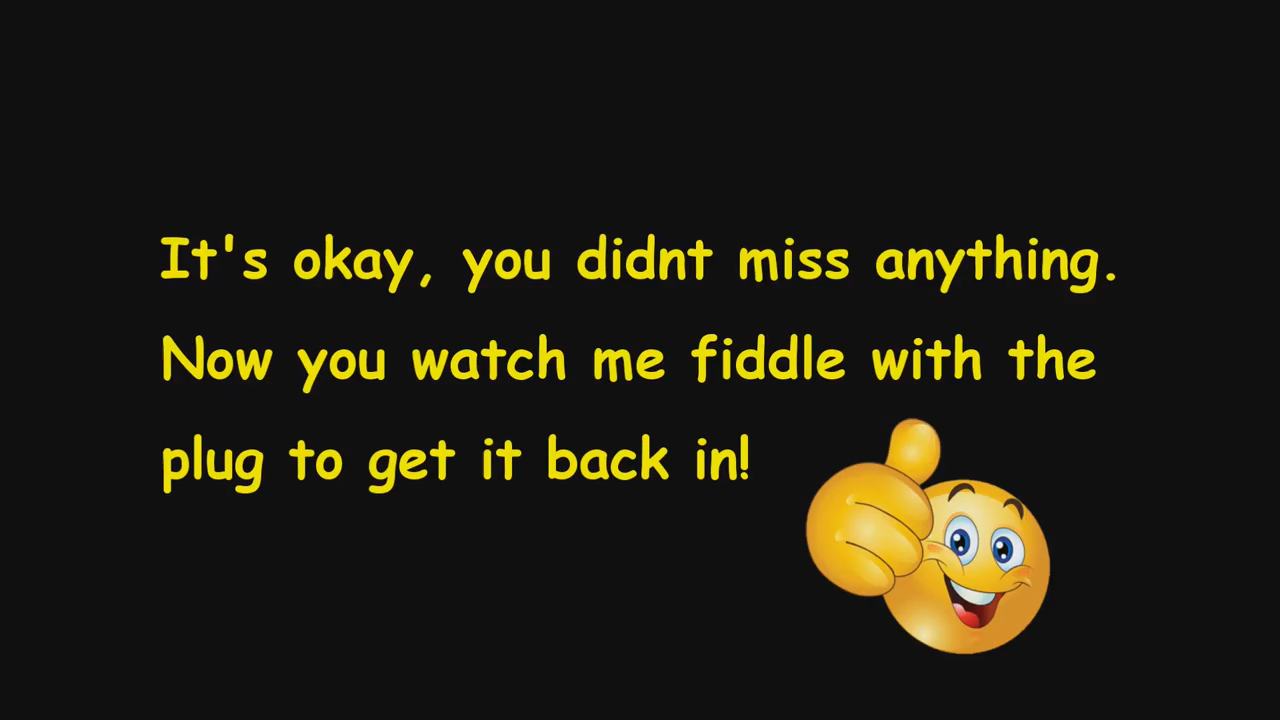 It's okay, you didnt miss anything.
Now you watch me fiddle with the
plug to get it back in!